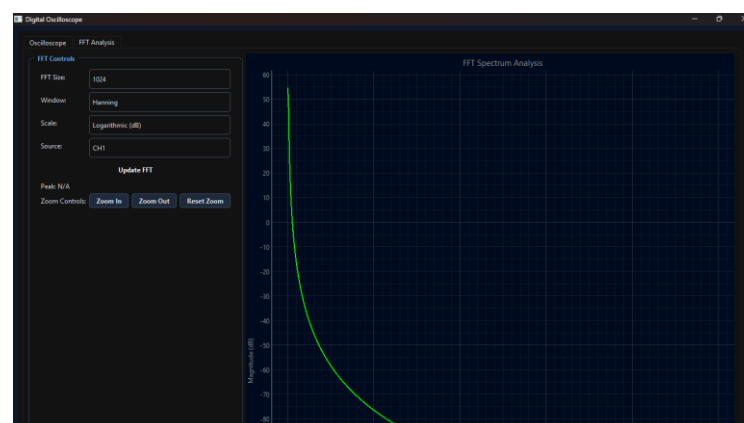 Digital Oscilloscope
Oscilloscope FFT Analysis
FFT Controls
FFT Size: 1024
Window: Hanning
Scale: Logarithmic (dB)
Source: CH1
Update FFT
Peak: N/A
Zoom Controls: Zoom In Zoom Out Reset Zoom
FFT Spectrum Analysis
60
50
40
30
20
10
0
-10
-20
-30
-40
-50
-60
-70
-80
Magnitude (dB)